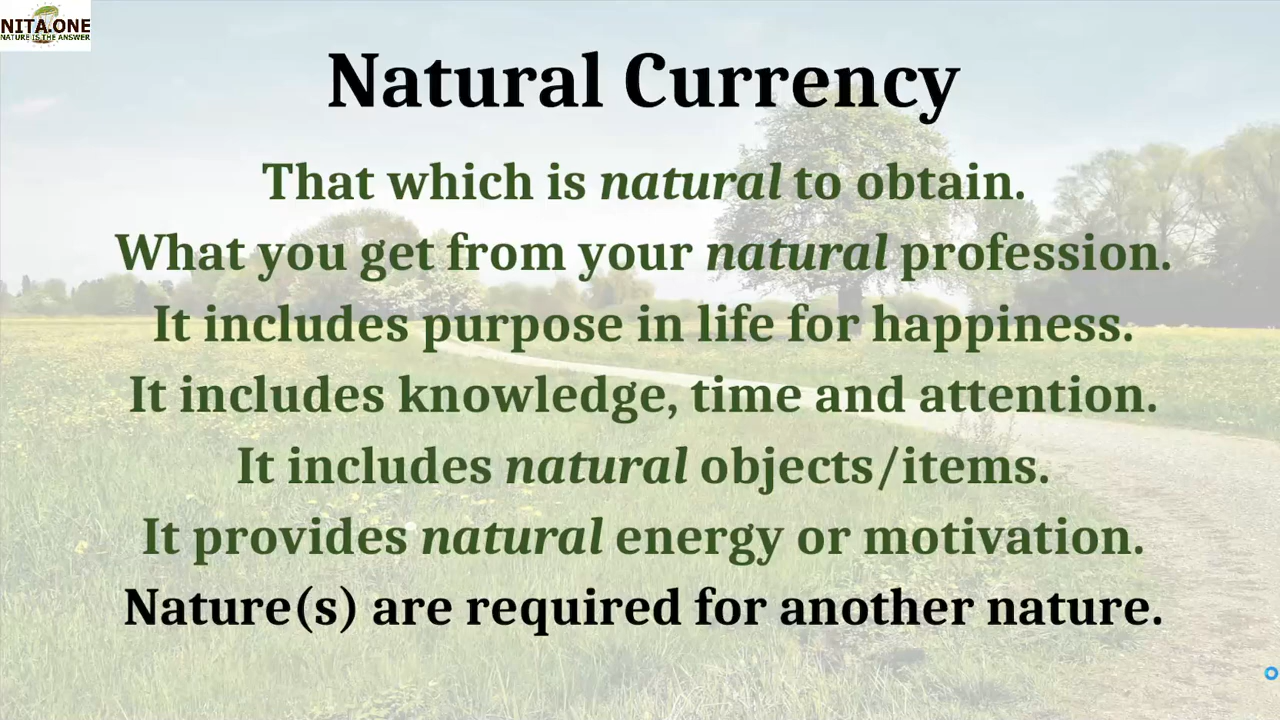 NITA.ONE
NATURE IS THE ANSWER
Natural Currency
That which is natural to obtain.
What you get from your natural profession.
It includes purpose in life for happiness.
It includes knowledge, time and attention.
It includes natural objects/items.
It provides natural energy or motivation.
Nature(s) are required for another nature.